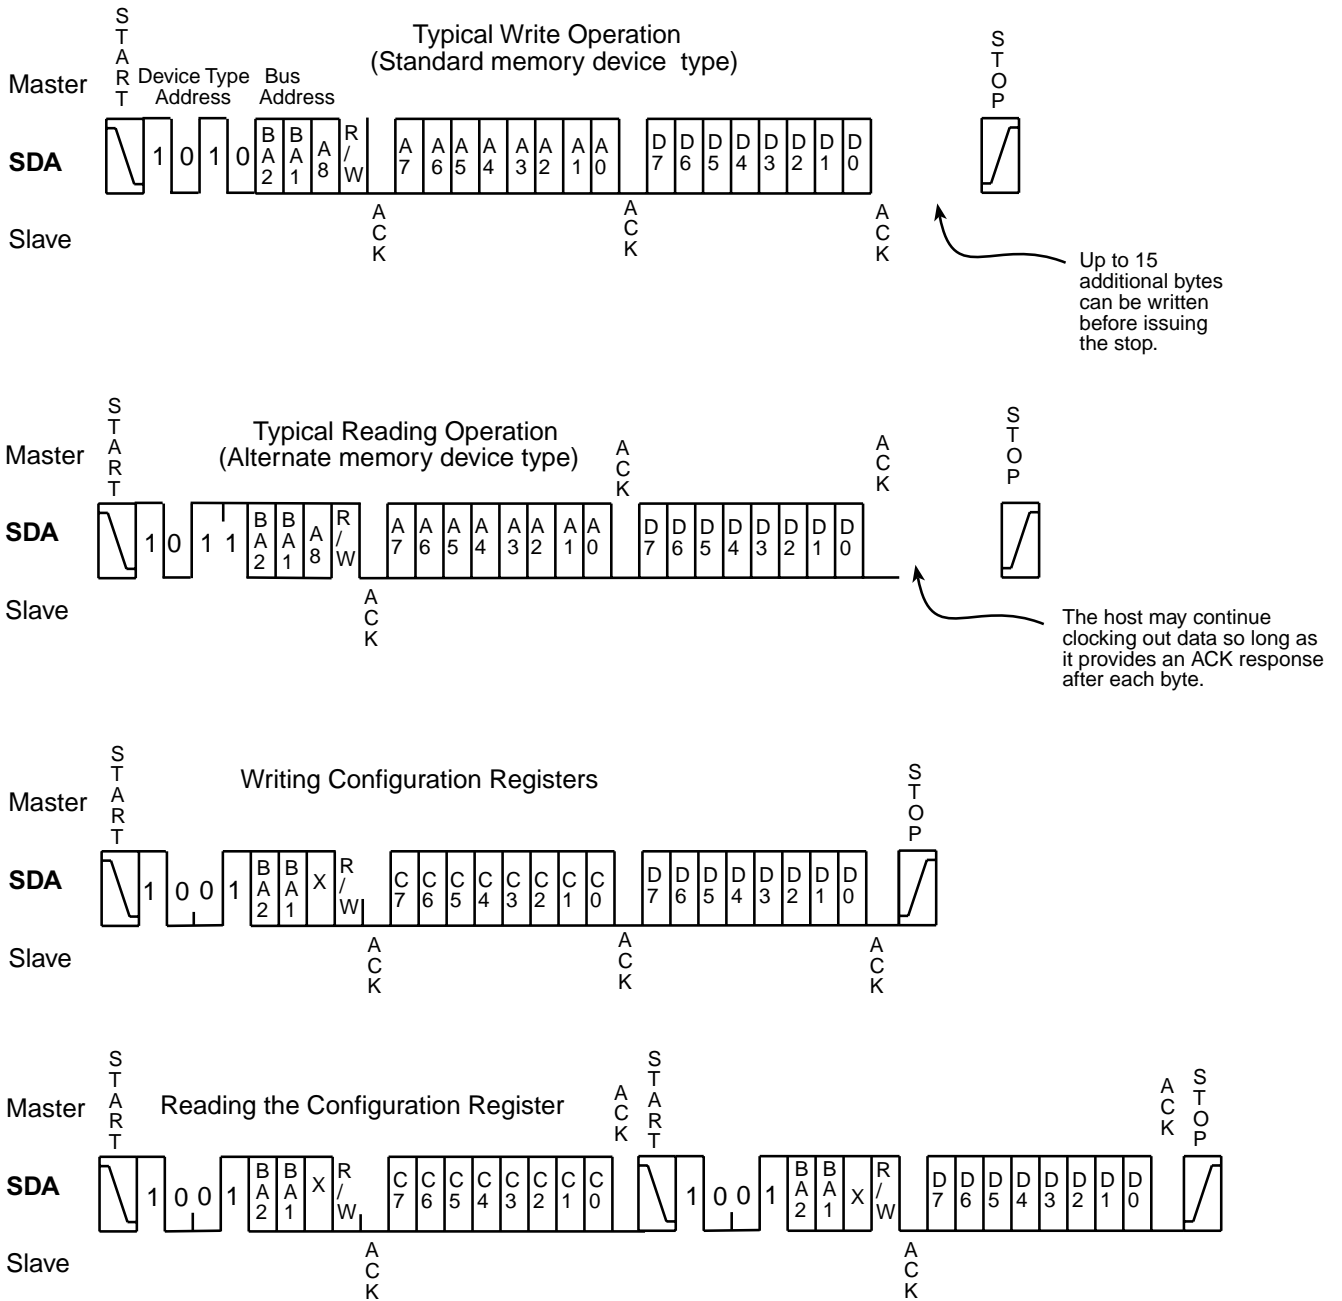 START
Typical Write Operation
(Standard memory device type)
STOP
Master
Device Type
Address
Bus
Address
SDA
1 0 1 0 BA2 BA1 A8 R/W A7 A6 A5 A4 A3 A2 A1 A0 D7 D6 D5 D4 D3 D2 D1 D0
Slave
ACK ACK ACK
Up to 15
additional bytes
can be written
before issuing
the stop.
START
Typical Reading Operation
(Alternate memory device type)
ACK ACK STOP
Master
SDA
1 0 1 1 BA2 BA1 A8 R/W A7 A6 A5 A4 A3 A2 A1 A0 D7 D6 D5 D4 D3 D2 D1 D0
Slave
ACK
The host may continue
clocking out data so long as
it provides an ACK response
after each byte.
START
Writing Configuration Registers
STOP
Master
SDA
1 0 0 1 BA2 BA1 X R/W C7 C6 C5 C4 C3 C2 C1 C0 D7 D6 D5 D4 D3 D2 D1 D0
Slave
ACK ACK ACK
START
Reading the Configuration Register
ACK START ACK STOP
Master
SDA
1 0 0 1 BA2 BA1 X R/W C7 C6 C5 C4 C3 C2 C1 C0 1 0 0 1 BA2 BA1 X R/W D7 D6 D5 D4 D3 D2 D1 D0
Slave
ACK ACK